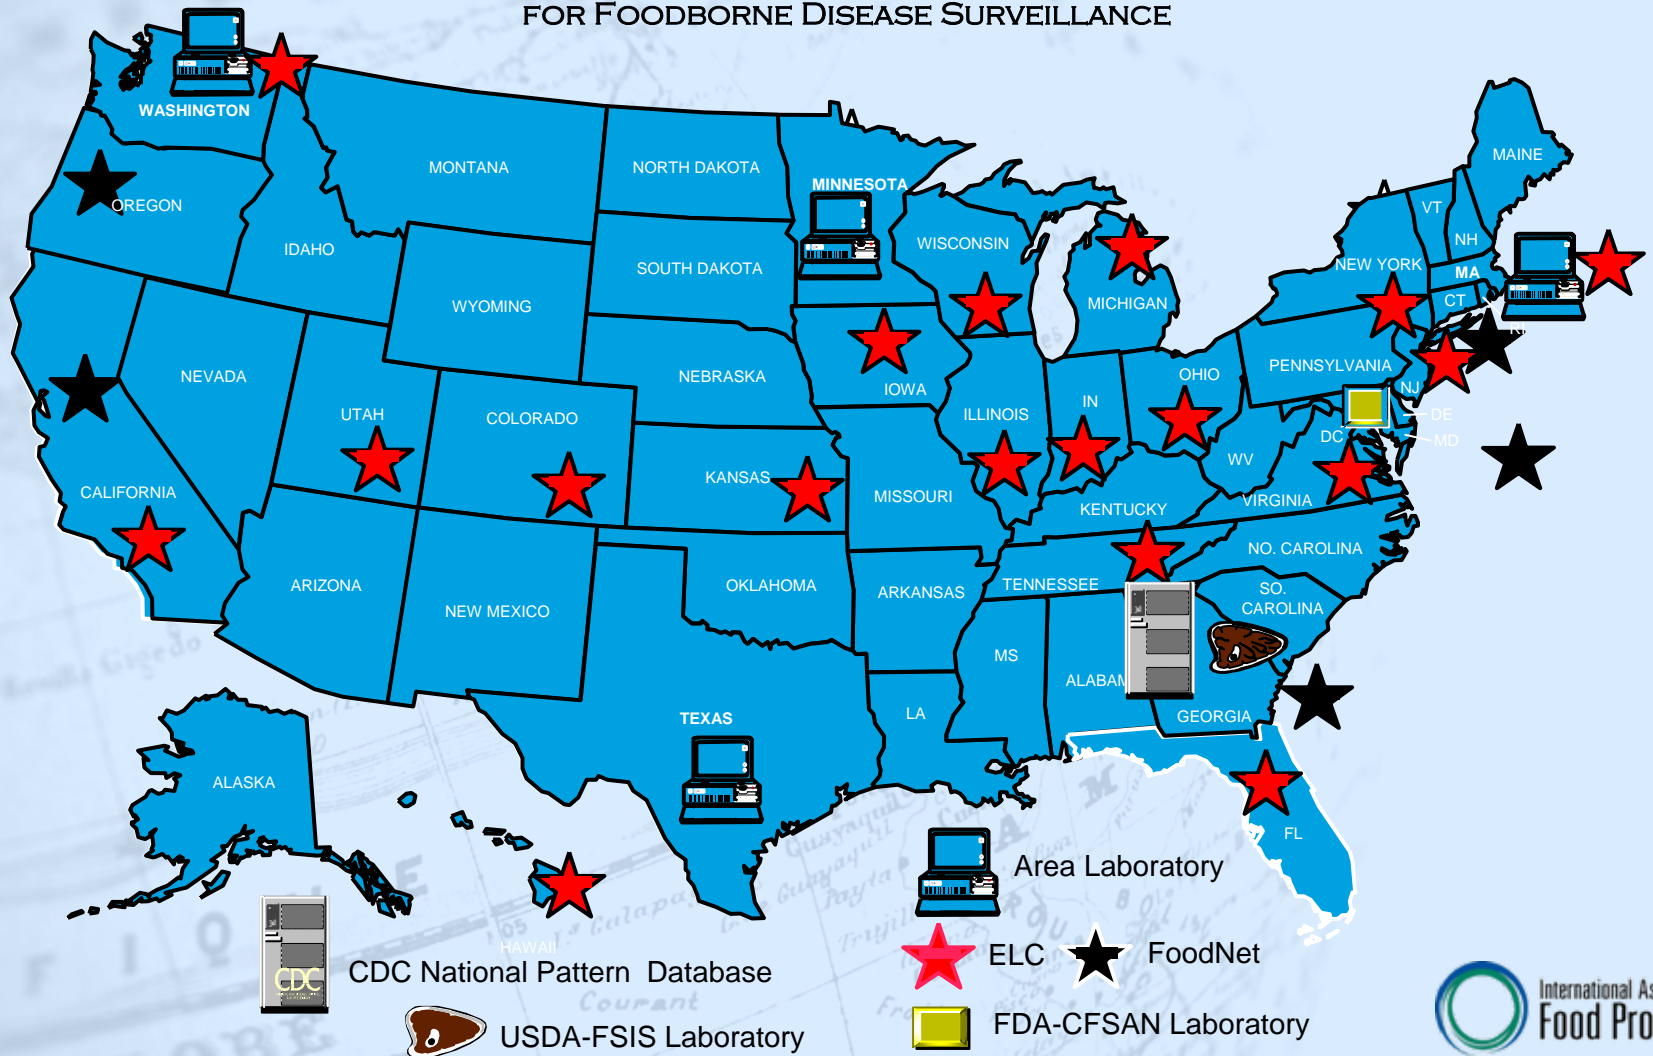 FOR FOODBORNE DISEASE SURVEILLANCE
WASHINGTON
MONTANA
NORTH DAKOTA
MINNESOTA
MAINE
OREGON
IDAHO
WISCONSIN
VT
NH
SOUTH DAKOTA
NEW YORK
MA
WYOMING
MICHIGAN
CT
RI
NEVADA
NEBRASKA
IOWA
OHIO
PENNSYLVANIA
NJ
UTAH
COLORADO
ILLINOIS
IN
DE
DC
MD
CALIFORNIA
KANSAS
MISSOURI
WV
KENTUCKY
VIRGINIA
NO. CAROLINA
ARIZONA
NEW MEXICO
OKLAHOMA
ARKANSAS
TENNESSEE
SO.
CAROLINA
MS
ALABAM
TEXAS
LA
GEORGIA
ALASKA
FL
HAWAII
Area Laboratory
ELC
FoodNet
CDC
CDC National Pattern Database
USDA-FSIS Laboratory
FDA-CFSAN Laboratory
International As
Food Pro